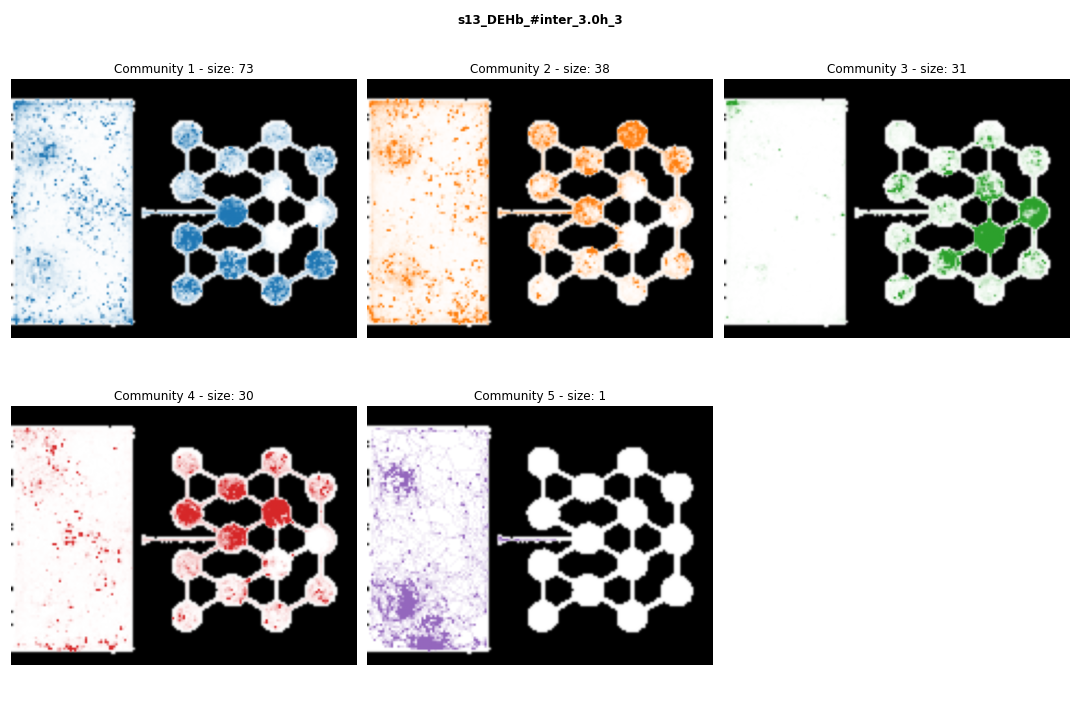 s13_DEHb_#inter_3.0h_3
Community 1 - size: 73
Community 2 - size: 38
Community 3 - size: 31
Community 4 - size: 30
Community 5 - size: 1